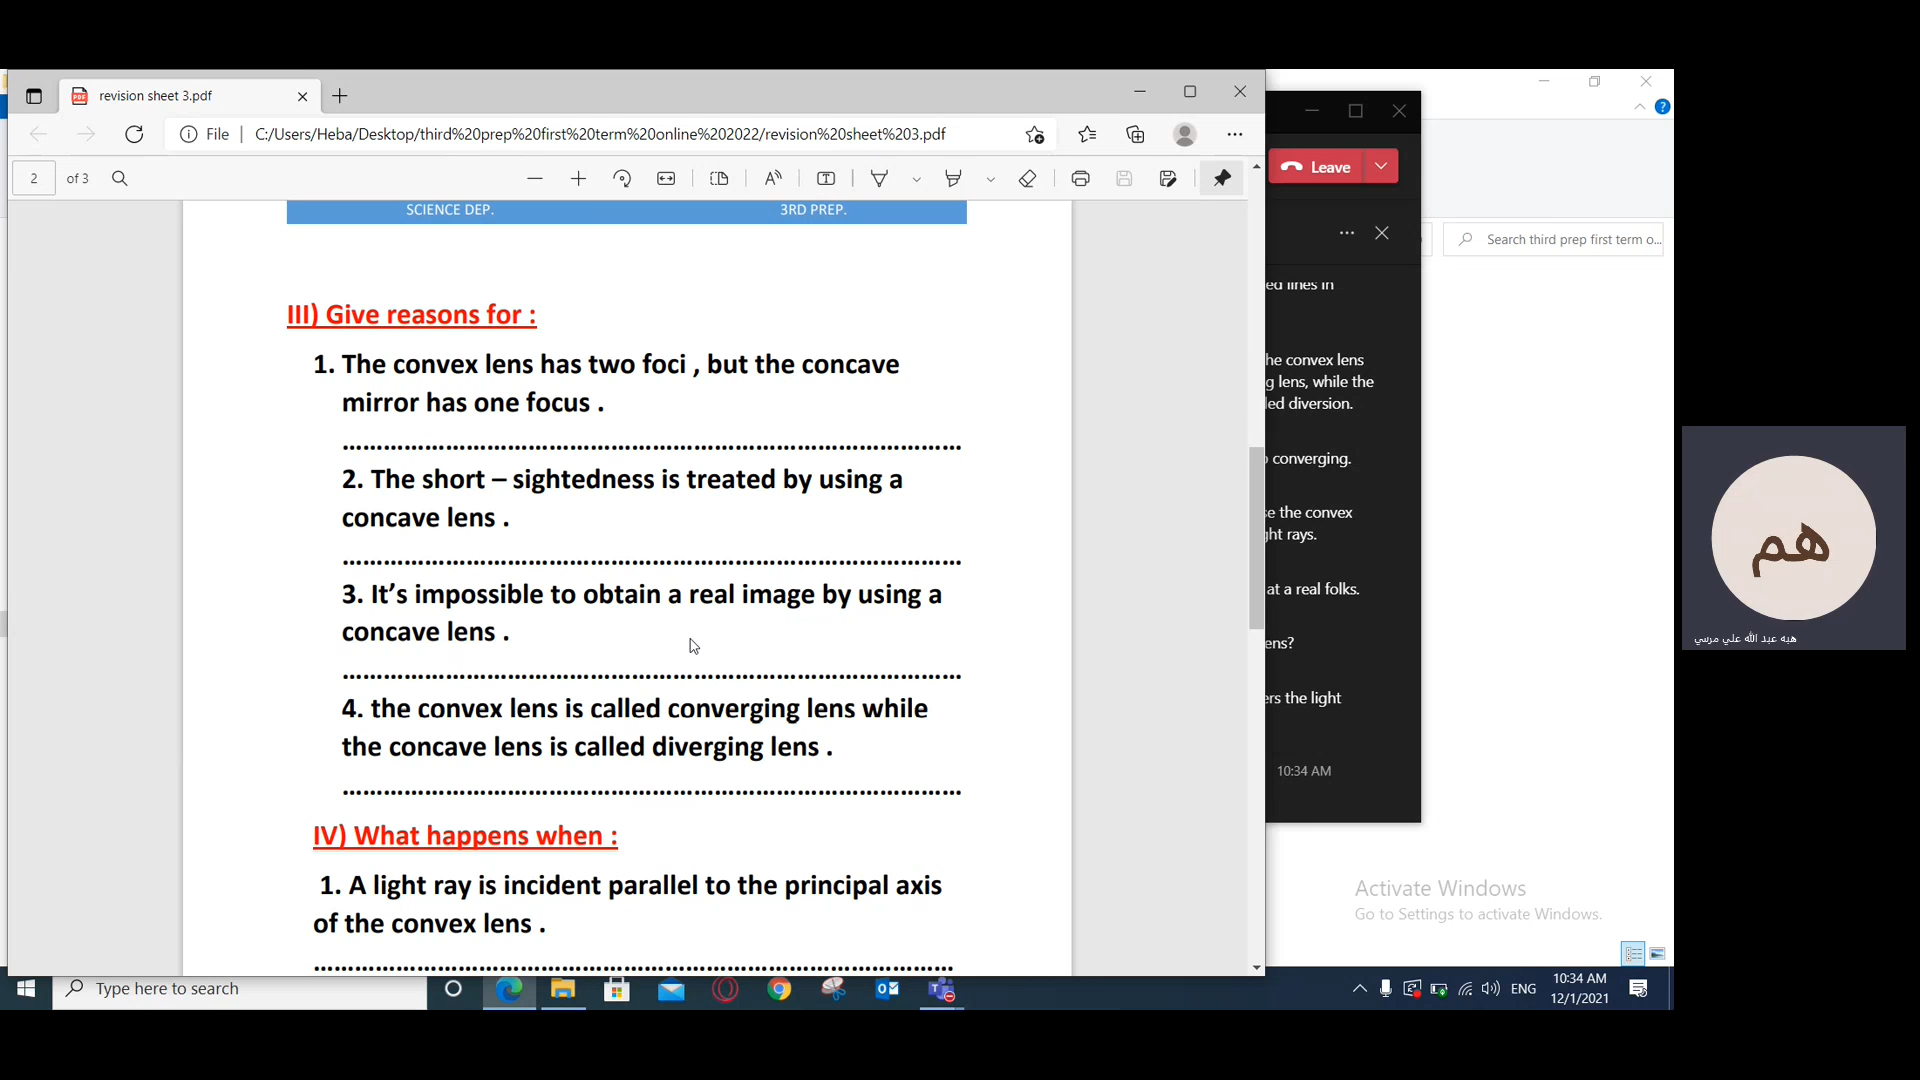 revision sheet 3.pdf
File
C:/Users/Heba/Desktop/third%20prep%20first%20term%20online%202022/revision%20sheet%203.pdf
2 of 3
SCIENCE DEP. 3RD PREP.
III) Give reasons for :
1. The convex lens has two foci , but the concave
mirror has one focus .
2. The short – sightedness is treated by using a
concave lens .
3. It’s impossible to obtain a real image by using a
concave lens .
4. the convex lens is called converging lens while
the concave lens is called diverging lens .
IV) What happens when :
1. A light ray is incident parallel to the principal axis
of the convex lens .
Leave
ed lines in
he convex lens
g lens, while the
led diversion.
converging.
se the convex
ght rays.
at a real folks.
ens?
ers the light
10:34 AM
Search third prep first term o...
هم
هبه عبد الله علي مرسي
Activate Windows
Go to Settings to activate Windows.
Type here to search
ENG
10:34 AM
12/1/2021